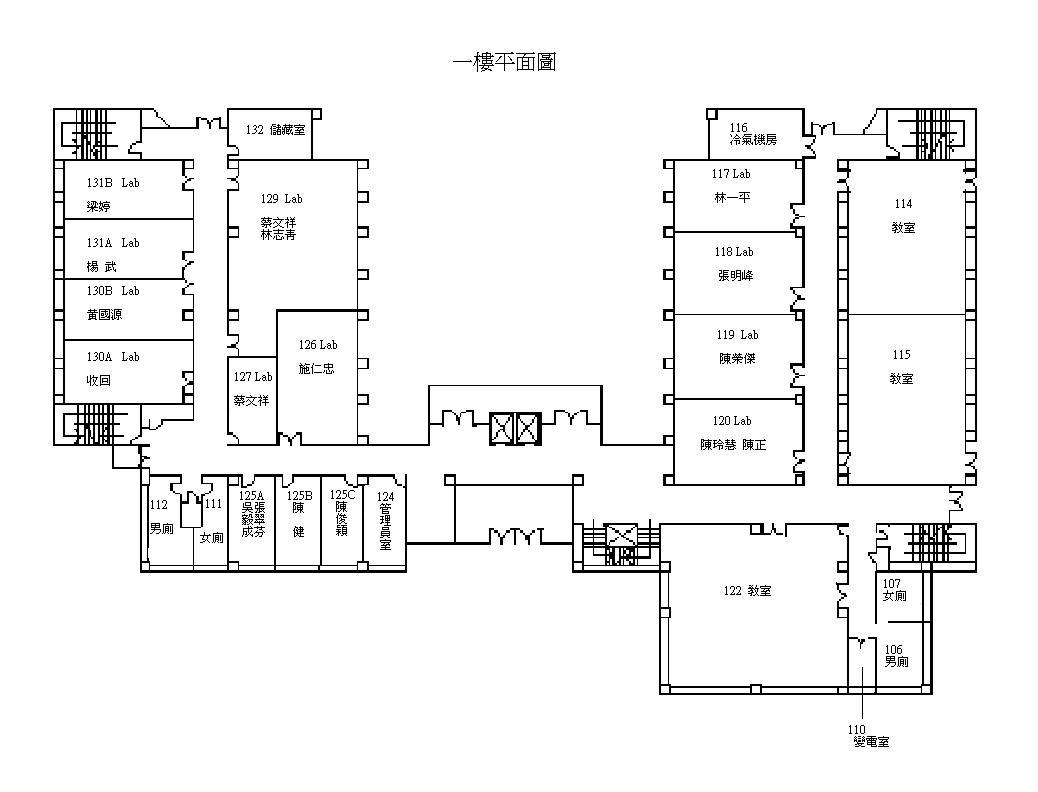 一樓平面圖
132 儲藏室
116
冷氣機房
131B Lab
梁婷
129 Lab
蔡文祥
林志青
117 Lab
林一平
114
教室
131A Lab
楊 武
118 Lab
張明峰
130B Lab
黃國源
126 Lab
施仁忠
119 Lab
陳榮傑
115
教室
130A Lab
收回
127 Lab
蔡文祥
120 Lab
陳玲慧 陳正
112
男廁
111
女廁
125A
吳毅成
張翠芬
125B
陳健
125C
陳俊穎
124
管理員室
122 教室
107
女廁
106
男廁
110
變電室